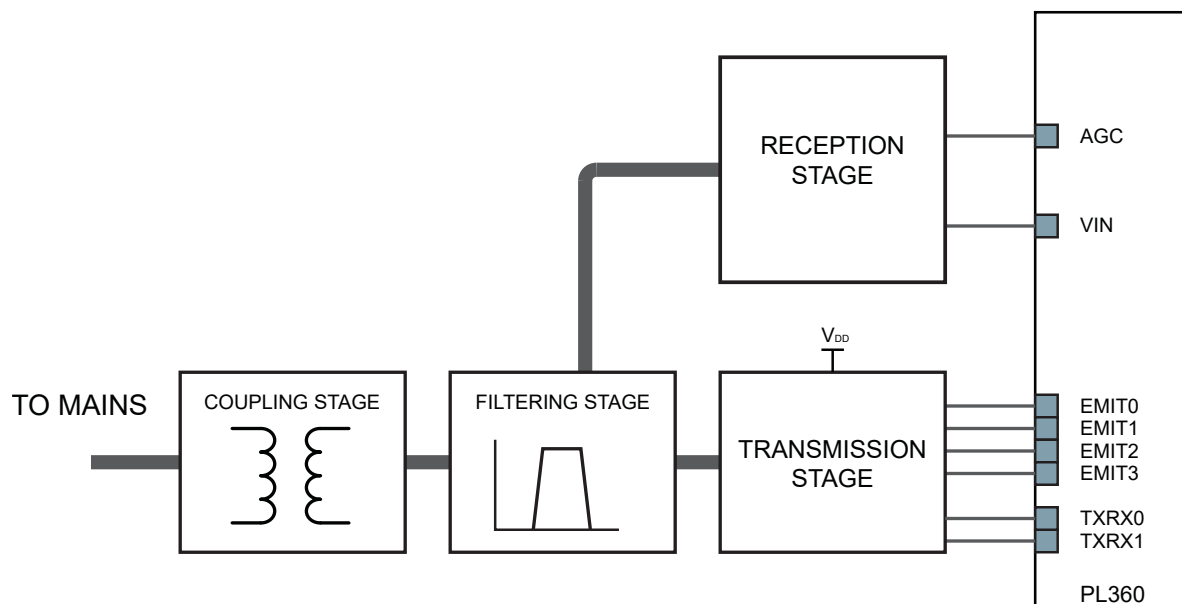 RECEPTION
STAGE
AGC
VIN
VDD
TO MAINS
COUPLING STAGE
FILTERING STAGE
TRANSMISSION
STAGE
EMIT0
EMIT1
EMIT2
EMIT3
TXRX0
TXRX1
PL360